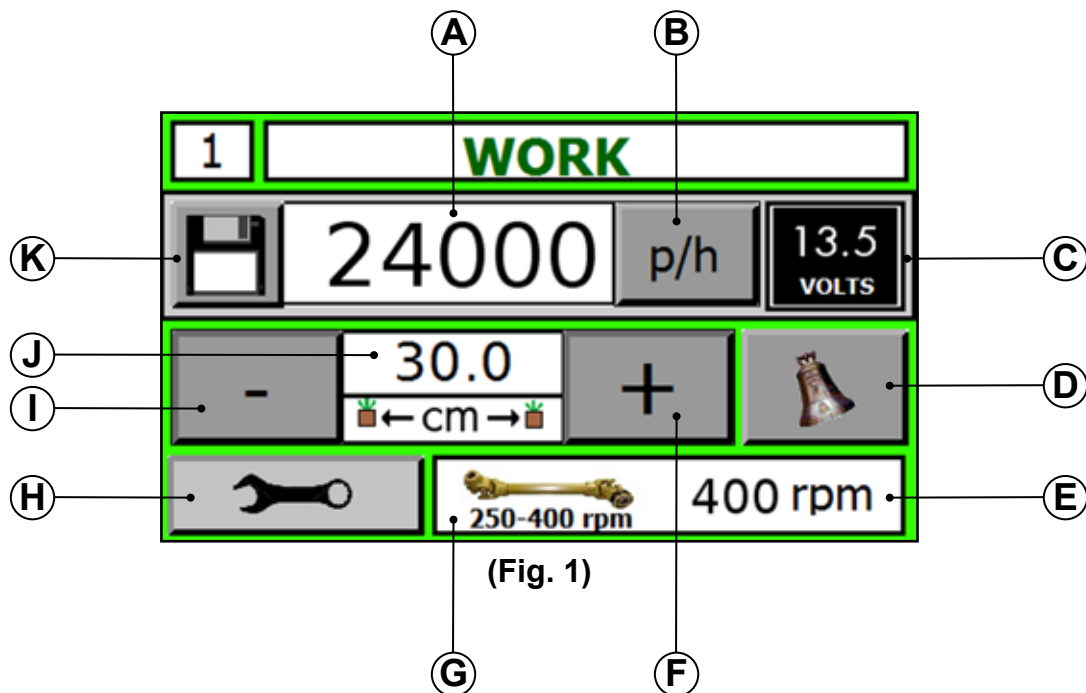 A B
1 WORK
K 24000 p/h 13.5 VOLTS C
J 30.0
I - ← cm → + D
H 250-400 rpm 400 rpm E
(Fig. 1)
G F